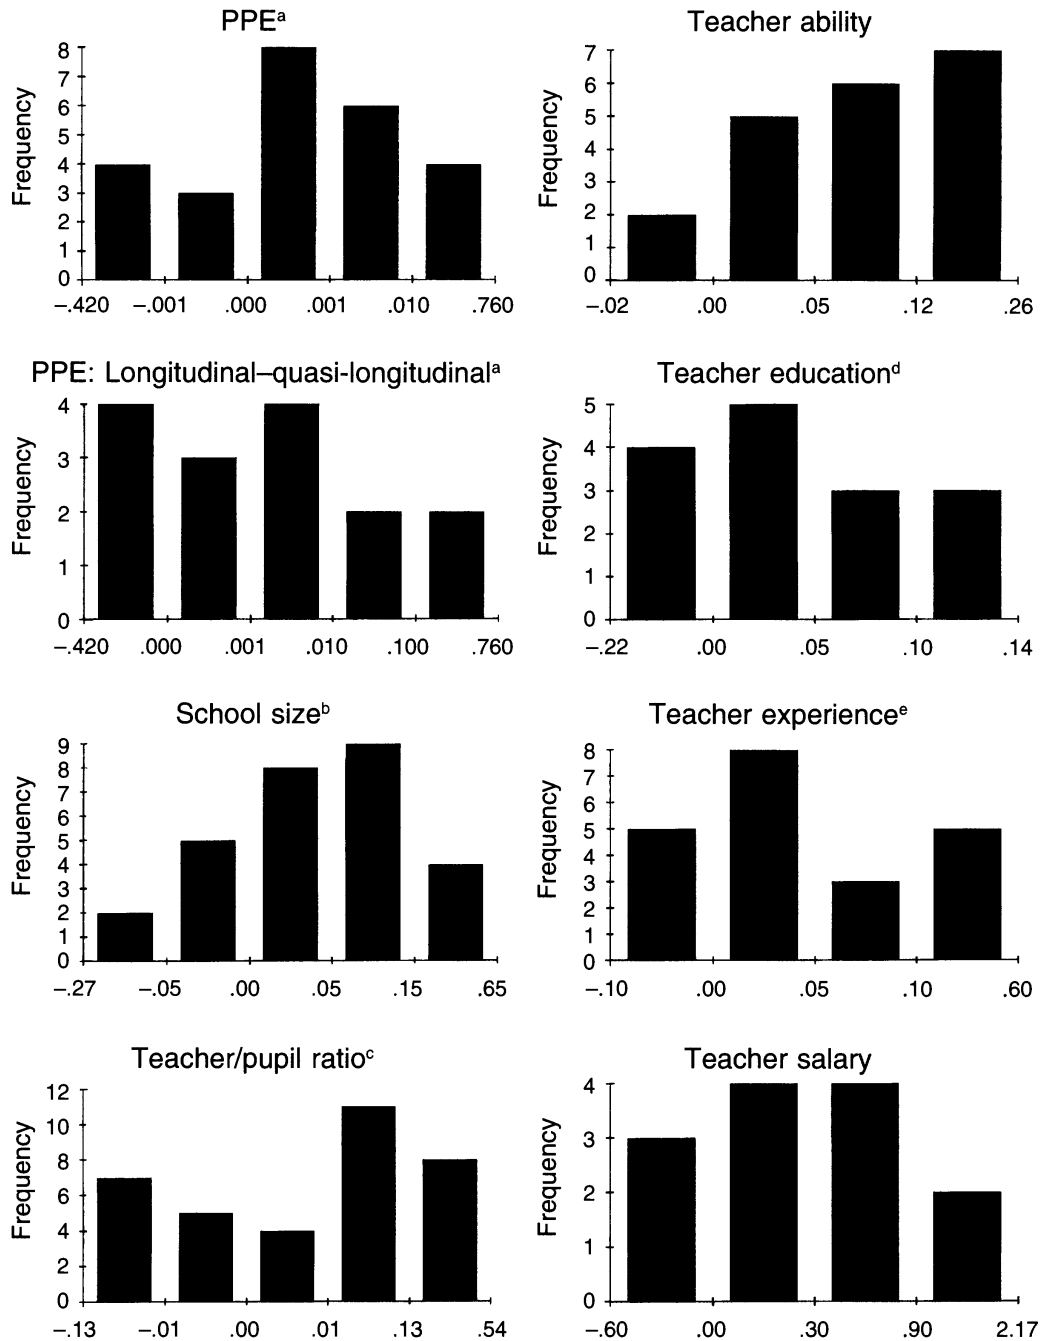 PPEᵃ
Frequency
8
7
6
5
4
3
2
1
0
–.420 –.001 .000 .001 .010 .760
Teacher ability
Frequency
7
6
5
4
3
2
1
0
–.02 .00 .05 .12 .26
PPE: Longitudinal–quasi-longitudinalᵃ
Frequency
4
3
2
1
0
–.420 .000 .001 .010 .100 .760
Teacher educationᵈ
Frequency
5
4
3
2
1
0
–.22 .00 .05 .10 .14
School sizeᵇ
Frequency
9
8
7
6
5
4
3
2
1
0
–.27 –.05 .00 .05 .15 .65
Teacher experienceᵉ
Frequency
8
7
6
5
4
3
2
1
0
–.10 .00 .05 .10 .60
Teacher/pupil ratioᶜ
Frequency
12
10
8
6
4
2
0
–.13 –.01 .00 .01 .13 .54
Teacher salary
Frequency
4
3
2
1
0
–.60 .00 .30 .90 2.17